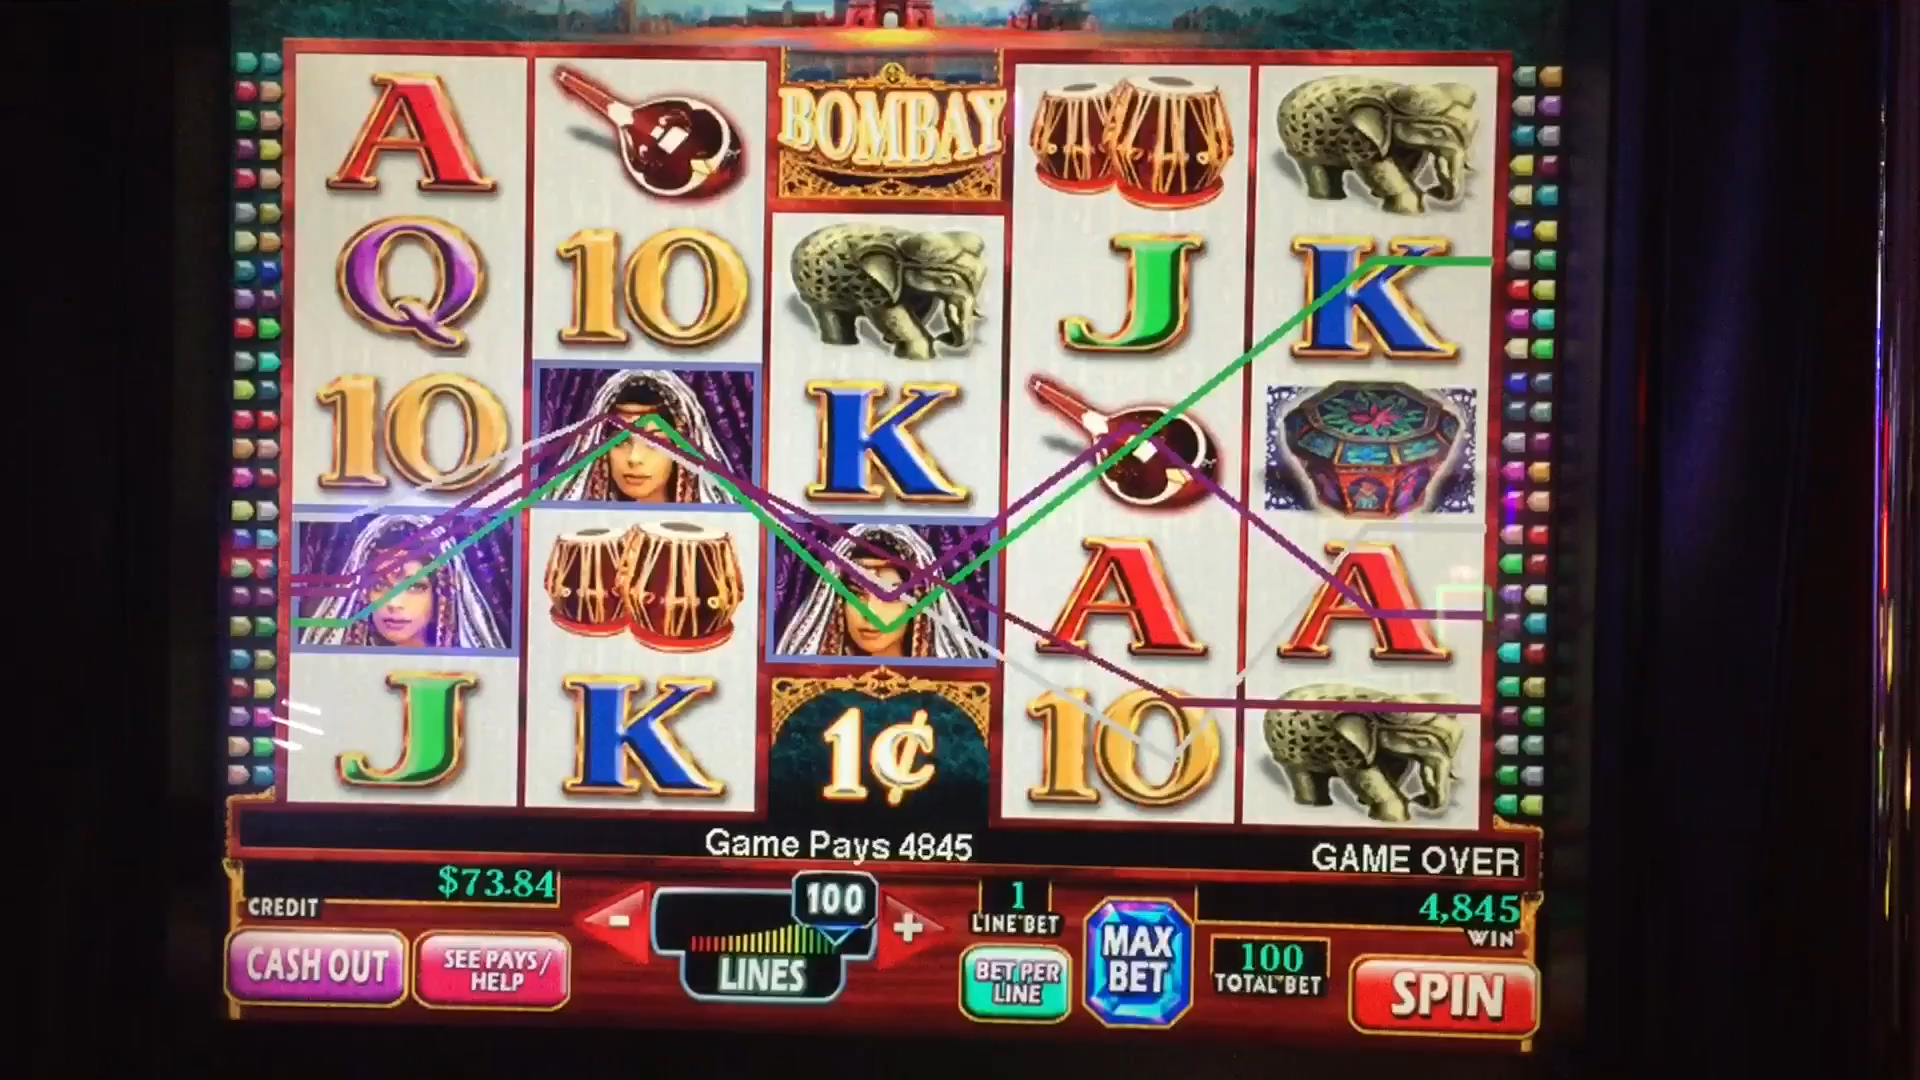 A BOMBAY
Q 10 J K
10 K
A A
J K 1¢ 10
Game Pays 4845
GAME OVER
$73.84
CREDIT
100
1
LINE BET
4,845
WIN
CASH OUT
SEE PAYS/
HELP
-
+
LINES
BET PER
LINE
MAX
BET
100
TOTAL BET
SPIN